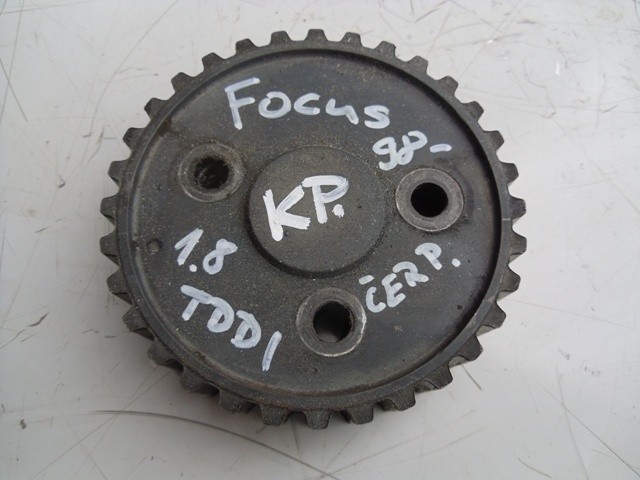 FOCUS
98-
KP.
1.8
TDDI
ČERP.